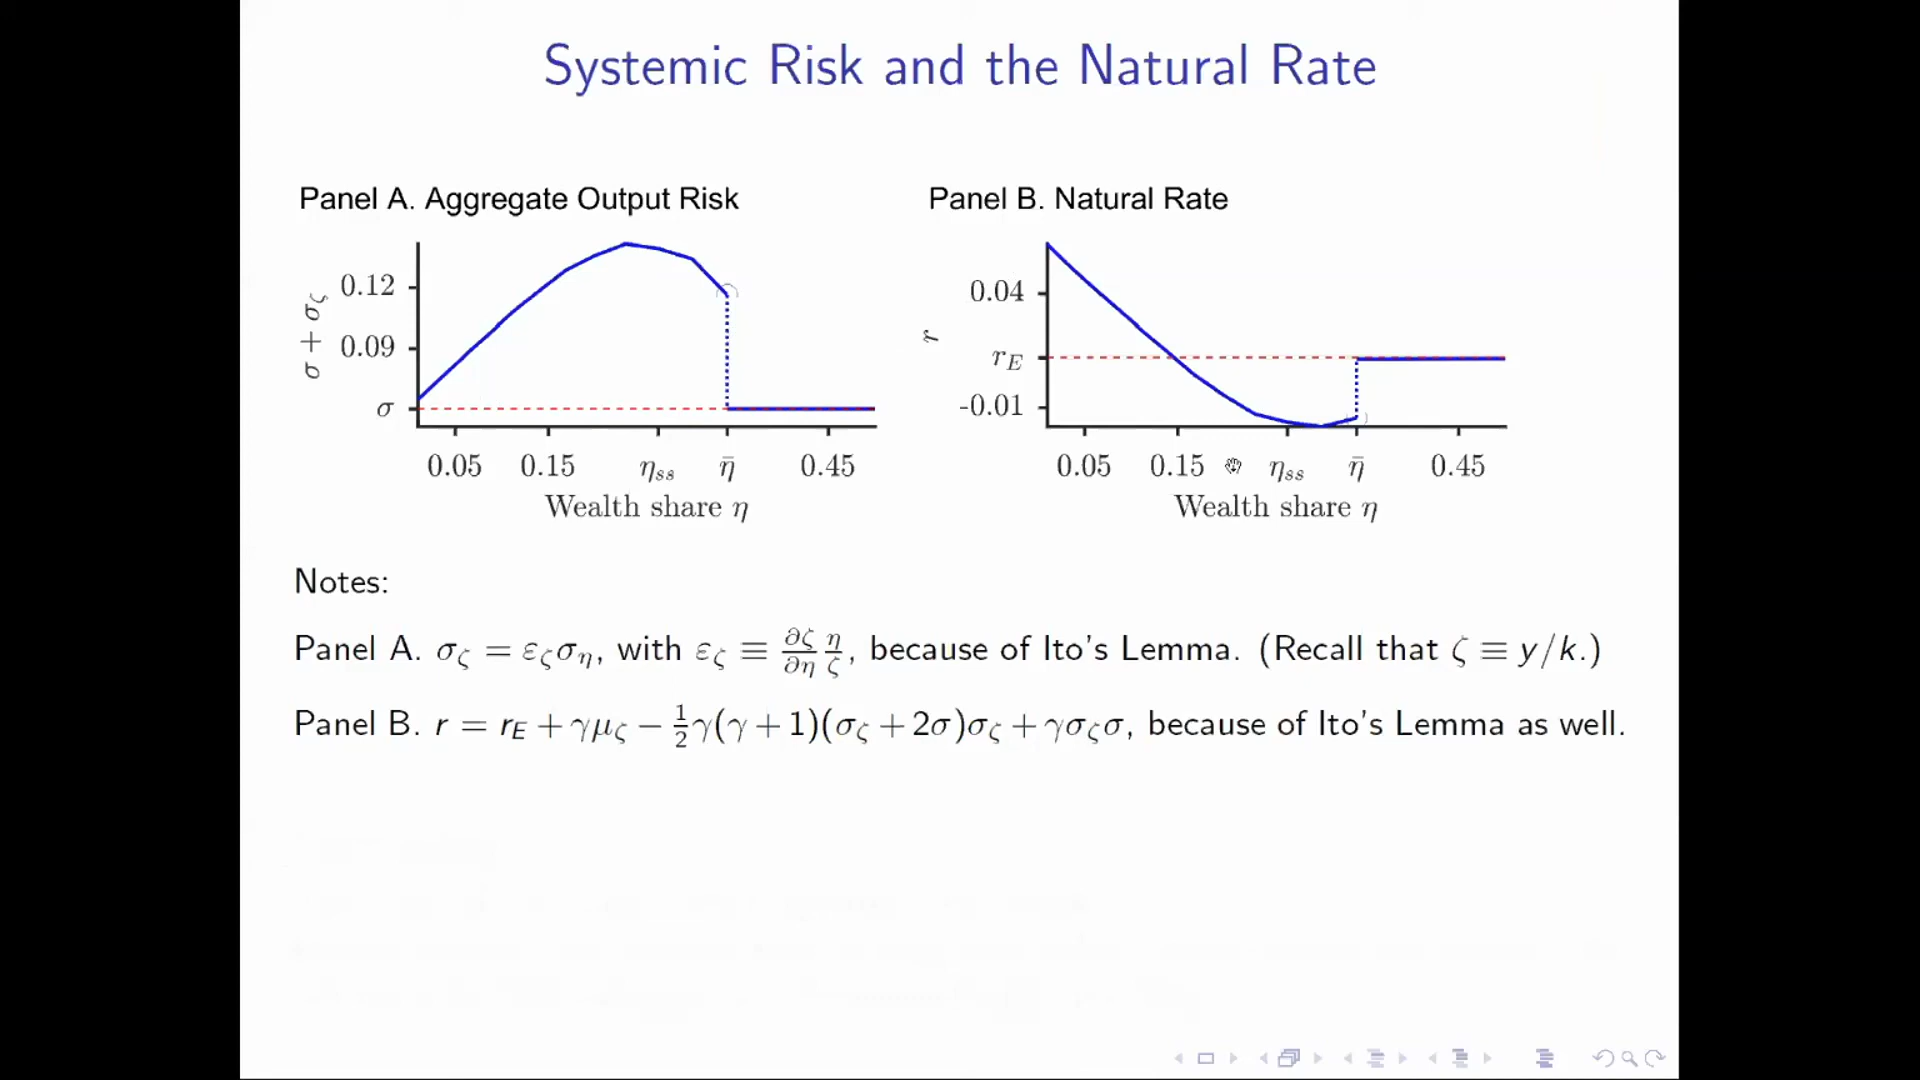 Systemic Risk and the Natural Rate
Panel A. Aggregate Output Risk
σ + σ_ζ
0.12
0.09
σ
0.05 0.15 η_ss η̄ 0.45
Wealth share η
Panel B. Natural Rate
r
0.04
r_E
-0.01
0.05 0.15 η_ss η̄ 0.45
Wealth share η
Notes:
Panel A. σ_ζ = ε_ζσ_η, with ε_ζ ≡ ∂ζ/∂η η/ζ, because of Ito's Lemma. (Recall that ζ ≡ y/k.)
Panel B. r = r_E + γμ_ζ − ½γ(γ + 1)(σ_ζ + 2σ)σ_ζ + γσ_ζσ, because of Ito's Lemma as well.